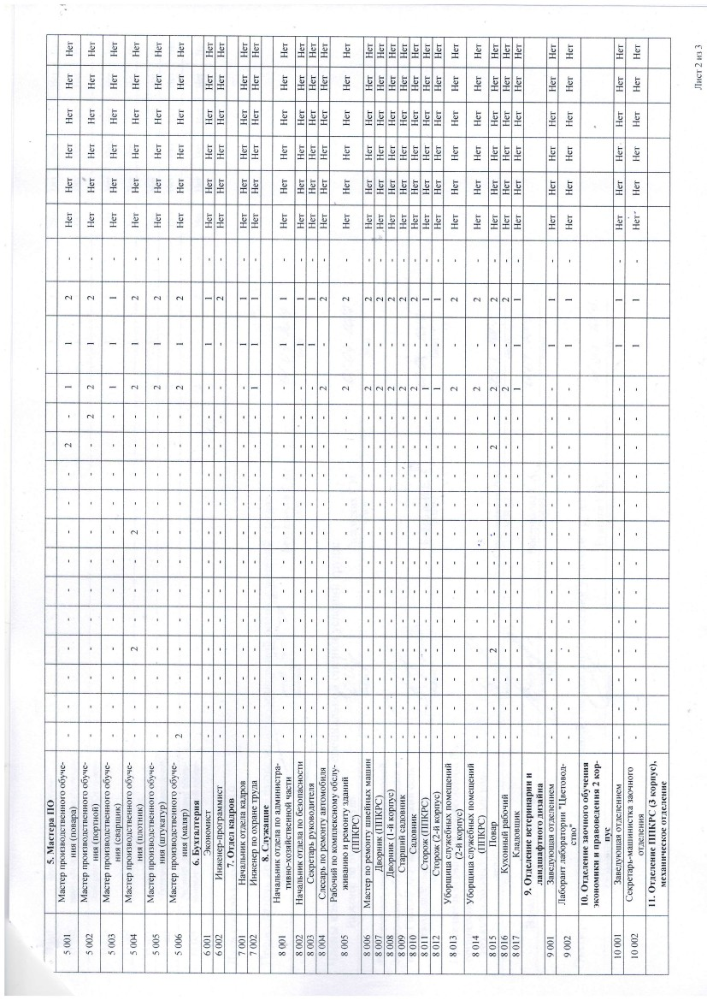 5. Мастера ПО
5 001 Мастер производственного обуче-
ния (повара) - - - - - - - - - - 2 - 1 1 2 - Нет Нет Нет Нет Нет Нет
5 002 Мастер производственного обуче-
ния (портной) - - - - - - - - - - - 2 2 1 2 - Нет Нет Нет Нет Нет Нет
5 003 Мастер производственного обуче-
ния (сварщик) - - - - - - - - - - - - 1 1 1 - Нет Нет Нет Нет Нет Нет
5 004 Мастер производственного обуче-
ния (плотник) - - - 2 - - - 2 - - - - 2 1 2 - Нет Нет Нет Нет Нет Нет
5 005 Мастер производственного обуче-
ния (штукатур) - - - - - - - - - - - - 2 1 2 - Нет Нет Нет Нет Нет Нет
5 006 Мастер производственного обуче-
ния (маляр) 2 - - - - - - - - - - - 2 1 2 - Нет Нет Нет Нет Нет Нет
6. Бухгалтерия
6 001 Экономист - - - - - - - - - - - - - 1 1 - Нет Нет Нет Нет Нет Нет
6 002 Инженер-программист - - - - - - - - - - - - - - 2 - Нет Нет Нет Нет Нет Нет
7. Отдел кадров
7 001 Начальник отдела кадров - - - - - - - - - - - - - 1 1 - Нет Нет Нет Нет Нет Нет
7 002 Инженер по охране труда - - - - - - - - - - - - 1 1 1 - Нет Нет Нет Нет Нет Нет
8. Служащие
8 001 Начальник отдела по администра-
тивно-хозяйственной части - - - - - - - - - - - - - 1 1 - Нет Нет Нет Нет Нет Нет
8 002 Начальник отдела по безопасности - - - - - - - - - - - - - 1 1 - Нет Нет Нет Нет Нет Нет
8 003 Секретарь руководителя - - - - - - - - - - - - - 1 1 - Нет Нет Нет Нет Нет Нет
8 004 Слесарь по ремонту автомобиля - - - - - - - - - - - - 2 - 2 - Нет Нет Нет Нет Нет Нет
8 005 Рабочий по комплексному обслу-
живанию и ремонту зданий
(ППКРС) - - - - - - - - - - - - 2 - 2 - Нет Нет Нет Нет Нет Нет
8 006 Мастер по ремонту швейных машин - - - - - - - - - - - - 2 - 2 - Нет Нет Нет Нет Нет Нет
8 007 Дворник (ППКРС) - - - - - - - - - - - - 2 - 2 - Нет Нет Нет Нет Нет Нет
8 008 Дворник (1-й корпус) - - - - - - - - - - - - 2 - 2 - Нет Нет Нет Нет Нет Нет
8 009 Старший садовник - - - - - - - - - - - - 2 - 2 - Нет Нет Нет Нет Нет Нет
8 010 Садовник - - - - - - - - - - - - 2 - 2 - Нет Нет Нет Нет Нет Нет
8 011 Сторож (ППКРС) - - - - - - - - - - - - 1 - 1 - Нет Нет Нет Нет Нет Нет
8 012 Сторож (2-й корпус) - - - - - - - - - - - - 1 - 1 - Нет Нет Нет Нет Нет Нет
8 013 Уборщица служебных помещений
(2-й корпус) - - - - - - - - - - - - 2 - 2 - Нет Нет Нет Нет Нет Нет
8 014 Уборщица служебных помещений
(ППКРС) - - - - - - - - - - - - 2 - 2 - Нет Нет Нет Нет Нет Нет
8 015 Повар - - - 2 - - - - - - 2 - 2 - 2 - Нет Нет Нет Нет Нет Нет
8 016 Кухонный рабочий - - - - - - - - - - - - 2 - 2 - Нет Нет Нет Нет Нет Нет
8 017 Кладовщик - - - - - - - - - - - - 1 1 1 - Нет Нет Нет Нет Нет Нет
9. Отделение ветеринарии и
ландшафтного дизайна
9 001 Заведующая отделением - - - - - - - - - - - - - 1 1 - Нет Нет Нет Нет Нет Нет
9 002 Лаборант лаборатории "Цветовод-
ство" - - - - - - - - - - - - - 1 1 - Нет Нет Нет Нет Нет Нет
10. Отделение заочного обучения
экономики и правоведения 2 кор-
пус
10 001 Заведующая отделением - - - - - - - - - - - - - 1 1 - Нет Нет Нет Нет Нет Нет
10 002 Секретарь-машинистка заочного
отделения - - - - - - - - - - - - - 1 1 - Нет Нет Нет Нет Нет Нет
11. Отделение ППКРС (3 корпус),
механическое отделение
Лист 2 из 3